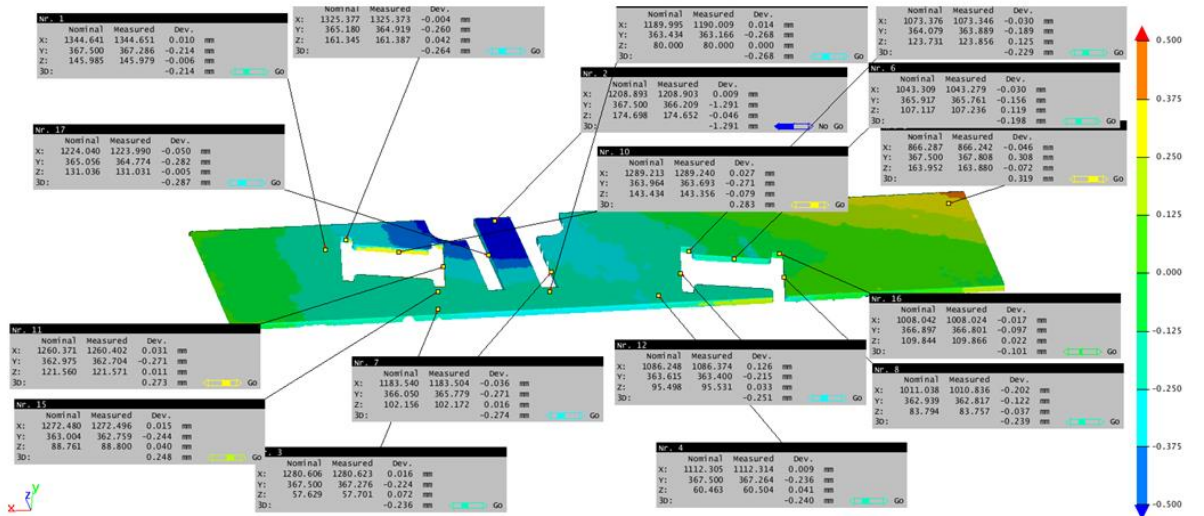 Nr. 1
Nominal Measured Dev.
X: 1344.641 1344.651 0.010 mm
Y: 367.500 367.286 -0.214 mm
Z: 145.985 145.979 -0.006 mm
3D: -0.214 mm Go
Nominal Measured Dev.
X: 1325.377 1325.373 -0.004 mm
Y: 365.180 364.919 -0.260 mm
Z: 161.345 161.387 0.042 mm
3D: -0.264 mm Go
Nominal Measured Dev.
X: 1189.995 1190.009 0.014 mm
Y: 363.434 363.166 -0.268 mm
Z: 80.000 80.000 0.000 mm
3D: -0.268 mm Go
Nominal Measured Dev.
X: 1073.376 1073.346 -0.030 mm
Y: 364.079 363.889 -0.189 mm
Z: 123.731 123.856 0.125 mm
3D: -0.229 mm Go
Nr. 2
Nominal Measured Dev.
X: 1208.893 1208.903 0.009 mm
Y: 367.500 366.209 -1.291 mm
Z: 174.698 174.652 -0.046 mm
3D: -1.291 mm No Go
Nr. 6
Nominal Measured Dev.
X: 1043.309 1043.279 -0.030 mm
Y: 365.917 365.761 -0.156 mm
Z: 107.117 107.236 0.119 mm
3D: -0.198 mm Go
Nr. 17
Nominal Measured Dev.
X: 1224.040 1223.990 -0.050 mm
Y: 365.056 364.774 -0.282 mm
Z: 131.036 131.031 -0.005 mm
3D: -0.287 mm Go
Nr. 10
Nominal Measured Dev.
X: 1289.213 1289.240 0.027 mm
Y: 363.964 363.693 -0.271 mm
Z: 143.434 143.356 -0.079 mm
3D: 0.283 mm Go
Nominal Measured Dev.
X: 866.287 866.242 -0.046 mm
Y: 367.500 367.808 0.308 mm
Z: 163.952 163.880 -0.072 mm
3D: 0.319 mm Go
Nr. 11
Nominal Measured Dev.
X: 1260.371 1260.402 0.031 mm
Y: 362.975 362.704 -0.271 mm
Z: 121.560 121.571 0.011 mm
3D: 0.273 mm Go
Nr. 7
Nominal Measured Dev.
X: 1183.540 1183.504 -0.036 mm
Y: 366.050 365.779 -0.271 mm
Z: 102.156 102.172 0.016 mm
3D: -0.274 mm Go
Nr. 12
Nominal Measured Dev.
X: 1086.248 1086.374 0.126 mm
Y: 363.615 363.400 -0.215 mm
Z: 95.498 95.531 0.033 mm
3D: -0.251 mm Go
Nr. 16
Nominal Measured Dev.
X: 1008.042 1008.024 -0.017 mm
Y: 366.897 366.801 -0.097 mm
Z: 109.844 109.866 0.022 mm
3D: -0.101 mm Go
Nr. 8
Nominal Measured Dev.
X: 1011.038 1010.836 -0.202 mm
Y: 362.939 362.817 -0.122 mm
Z: 83.794 83.757 -0.037 mm
3D: -0.239 mm Go
Nr. 15
Nominal Measured Dev.
X: 1272.480 1272.496 0.015 mm
Y: 363.004 362.759 -0.244 mm
Z: 88.761 88.800 0.040 mm
3D: 0.248 mm Go
Nr. 3
Nominal Measured Dev.
X: 1280.606 1280.623 0.016 mm
Y: 367.500 367.276 -0.224 mm
Z: 57.629 57.701 0.072 mm
3D: -0.236 mm Go
Nr. 4
Nominal Measured Dev.
X: 1112.305 1112.314 0.009 mm
Y: 367.500 367.264 -0.236 mm
Z: 60.463 60.504 0.041 mm
3D: -0.240 mm Go
0.500
0.375
0.250
0.125
0.000
-0.125
-0.250
-0.375
-0.500
y
z
x